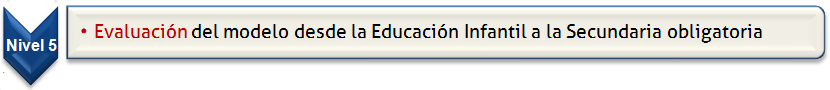 Nivel 5
• Evaluación del modelo desde la Educación Infantil a la Secundaria obligatoria